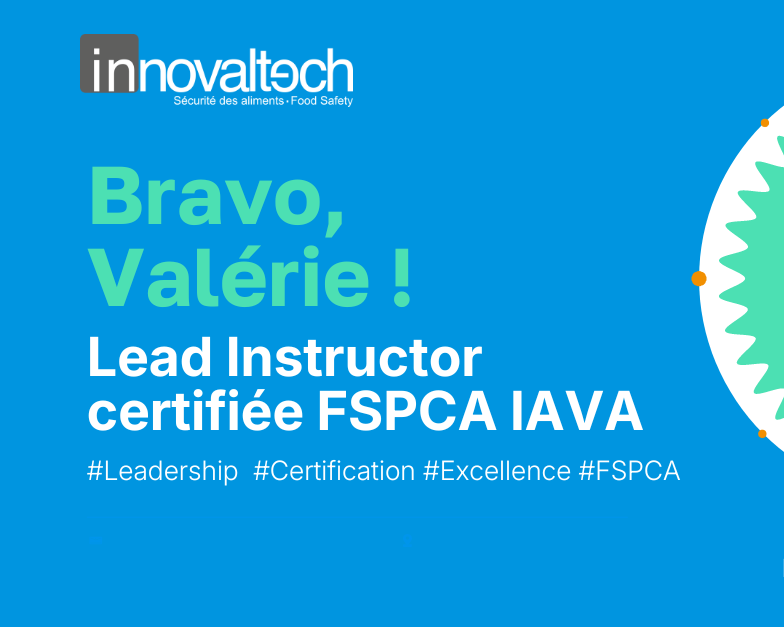 innovaltech
Sécurité des aliments · Food Safety
Bravo,
Valérie !
Lead Instructor
certifiée FSPCA IAVA
#Leadership #Certification #Excellence #FSPCA